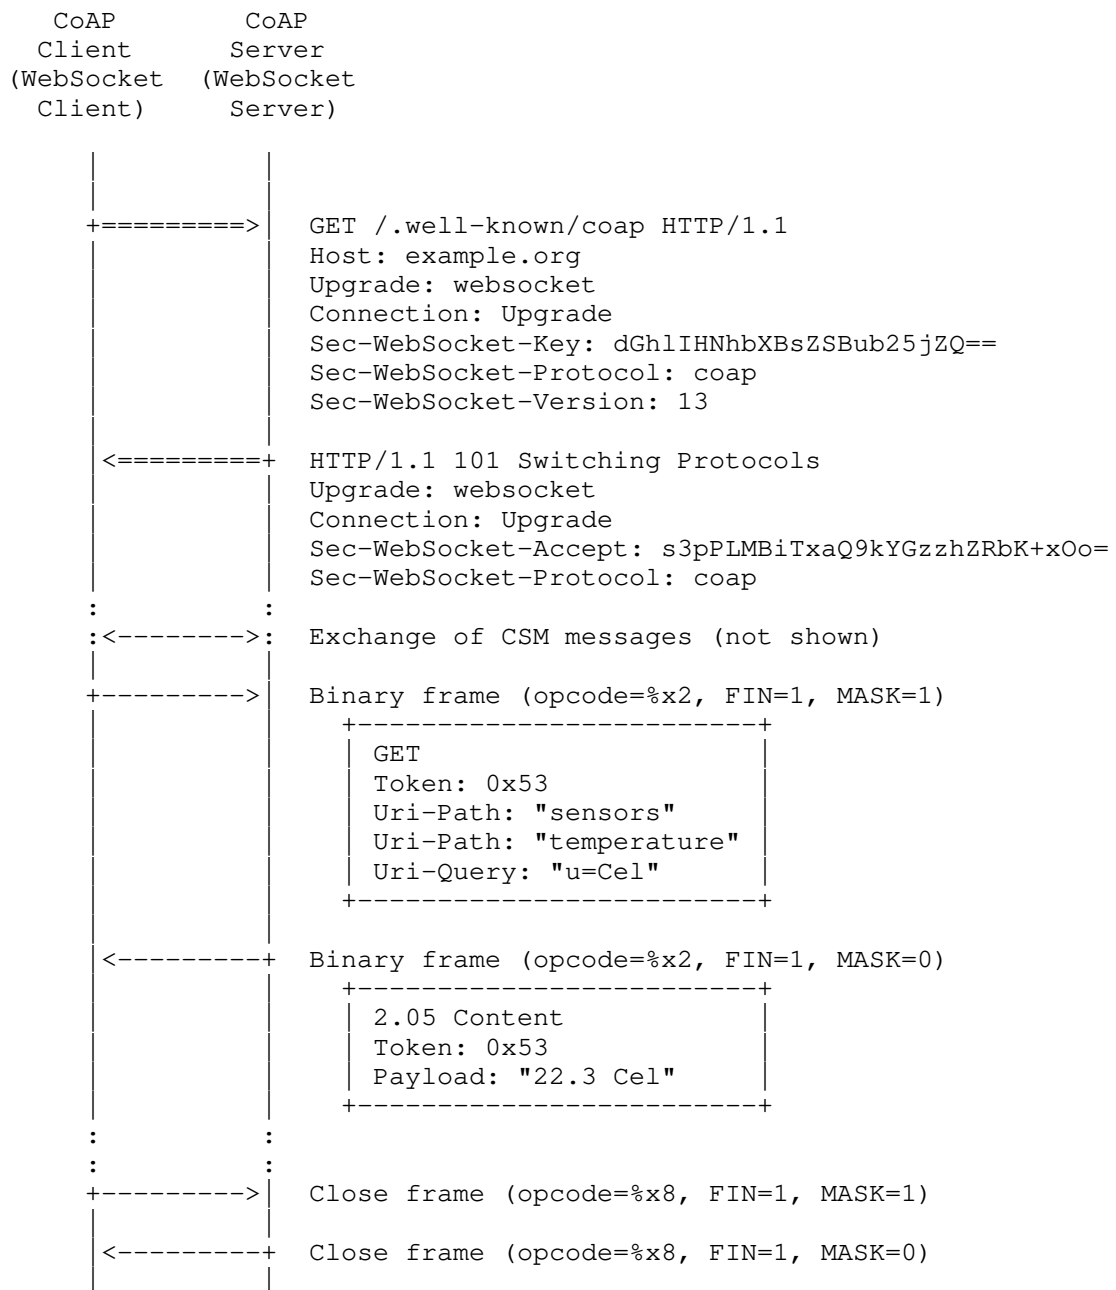 CoAP CoAP
Client Server
(WebSocket (WebSocket
Client) Server)
| |
| |
+=========>| GET /.well-known/coap HTTP/1.1
| | Host: example.org
| | Upgrade: websocket
| | Connection: Upgrade
| | Sec-WebSocket-Key: dGhlIHNhbXBsZSBub25jZQ==
| | Sec-WebSocket-Protocol: coap
| | Sec-WebSocket-Version: 13
| |
|<=========+ HTTP/1.1 101 Switching Protocols
| | Upgrade: websocket
| | Connection: Upgrade
| | Sec-WebSocket-Accept: s3pPLMBiTxaQ9kYGzzhZRbK+xOo=
| | Sec-WebSocket-Protocol: coap
: :
:<-------->: Exchange of CSM messages (not shown)
| |
+--------->| Binary frame (opcode=%x2, FIN=1, MASK=1)
| | +-------------------------+
| | | GET |
| | | Token: 0x53 |
| | | Uri-Path: "sensors" |
| | | Uri-Path: "temperature" |
| | | Uri-Query: "u=Cel" |
| | +-------------------------+
| |
|<---------+ Binary frame (opcode=%x2, FIN=1, MASK=0)
| | +-------------------------+
| | | 2.05 Content |
| | | Token: 0x53 |
| | | Payload: "22.3 Cel" |
| | +-------------------------+
: :
: :
+--------->| Close frame (opcode=%x8, FIN=1, MASK=1)
| |
|<---------+ Close frame (opcode=%x8, FIN=1, MASK=0)
| |